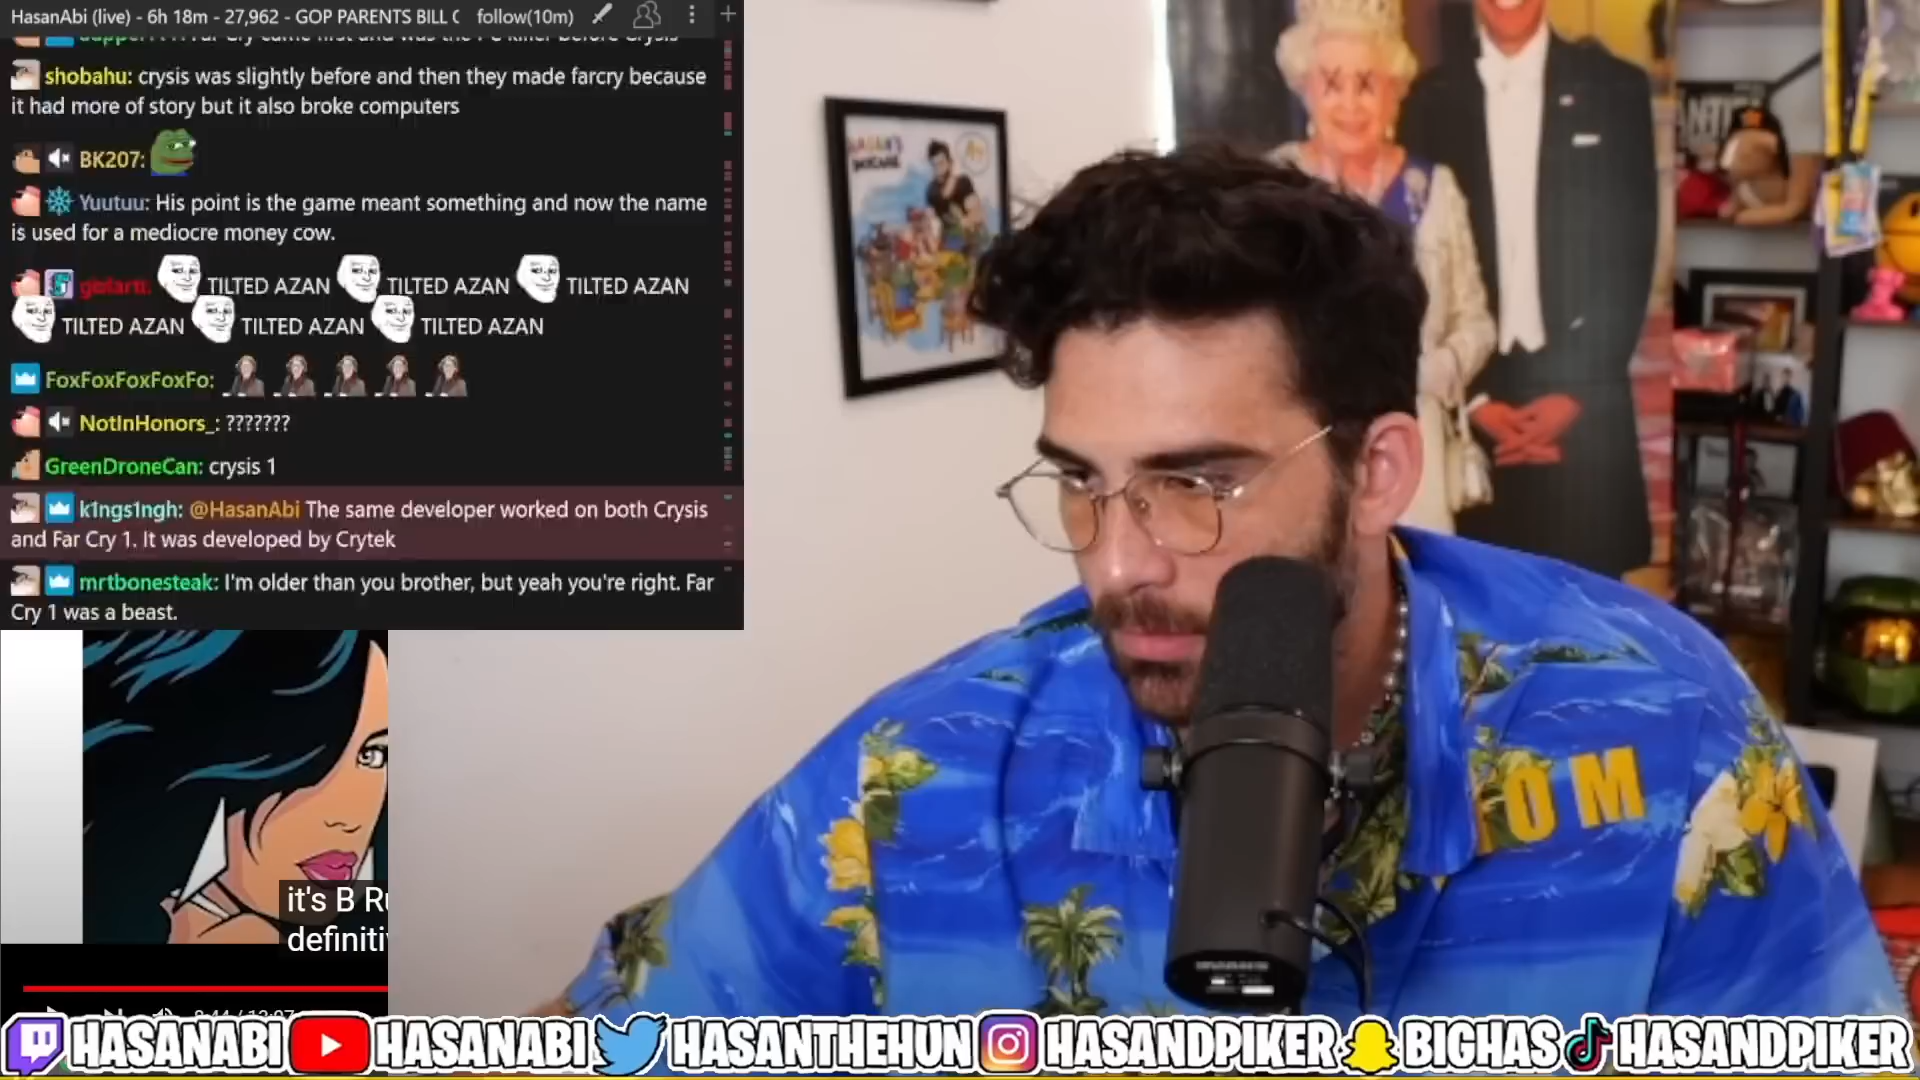 HasanAbi (live) - 6h 18m - 27,962 - GOP PARENTS BILL follow(10m)
shobahu: crysis was slightly before and then they made farcry because
it had more of story but it also broke computers
BK207:
Yuutuu: His point is the game meant something and now the name
is used for a mediocre money cow.
TILTED AZAN TILTED AZAN TILTED AZAN
TILTED AZAN TILTED AZAN TILTED AZAN
FoxFoxFoxFoxFo:
NotInHonors_: ???????
GreenDroneCan: crysis 1
k1ngs1ngh: @HasanAbi The same developer worked on both Crysis
and Far Cry 1. It was developed by Crytek
mrtbonesteak: I'm older than you brother, but yeah you're right. Far
Cry 1 was a beast.
it's B
OM
HASANABI HASANABI HASANTHEHUN HASANDPIKER BIGHAS HASANDPIKER